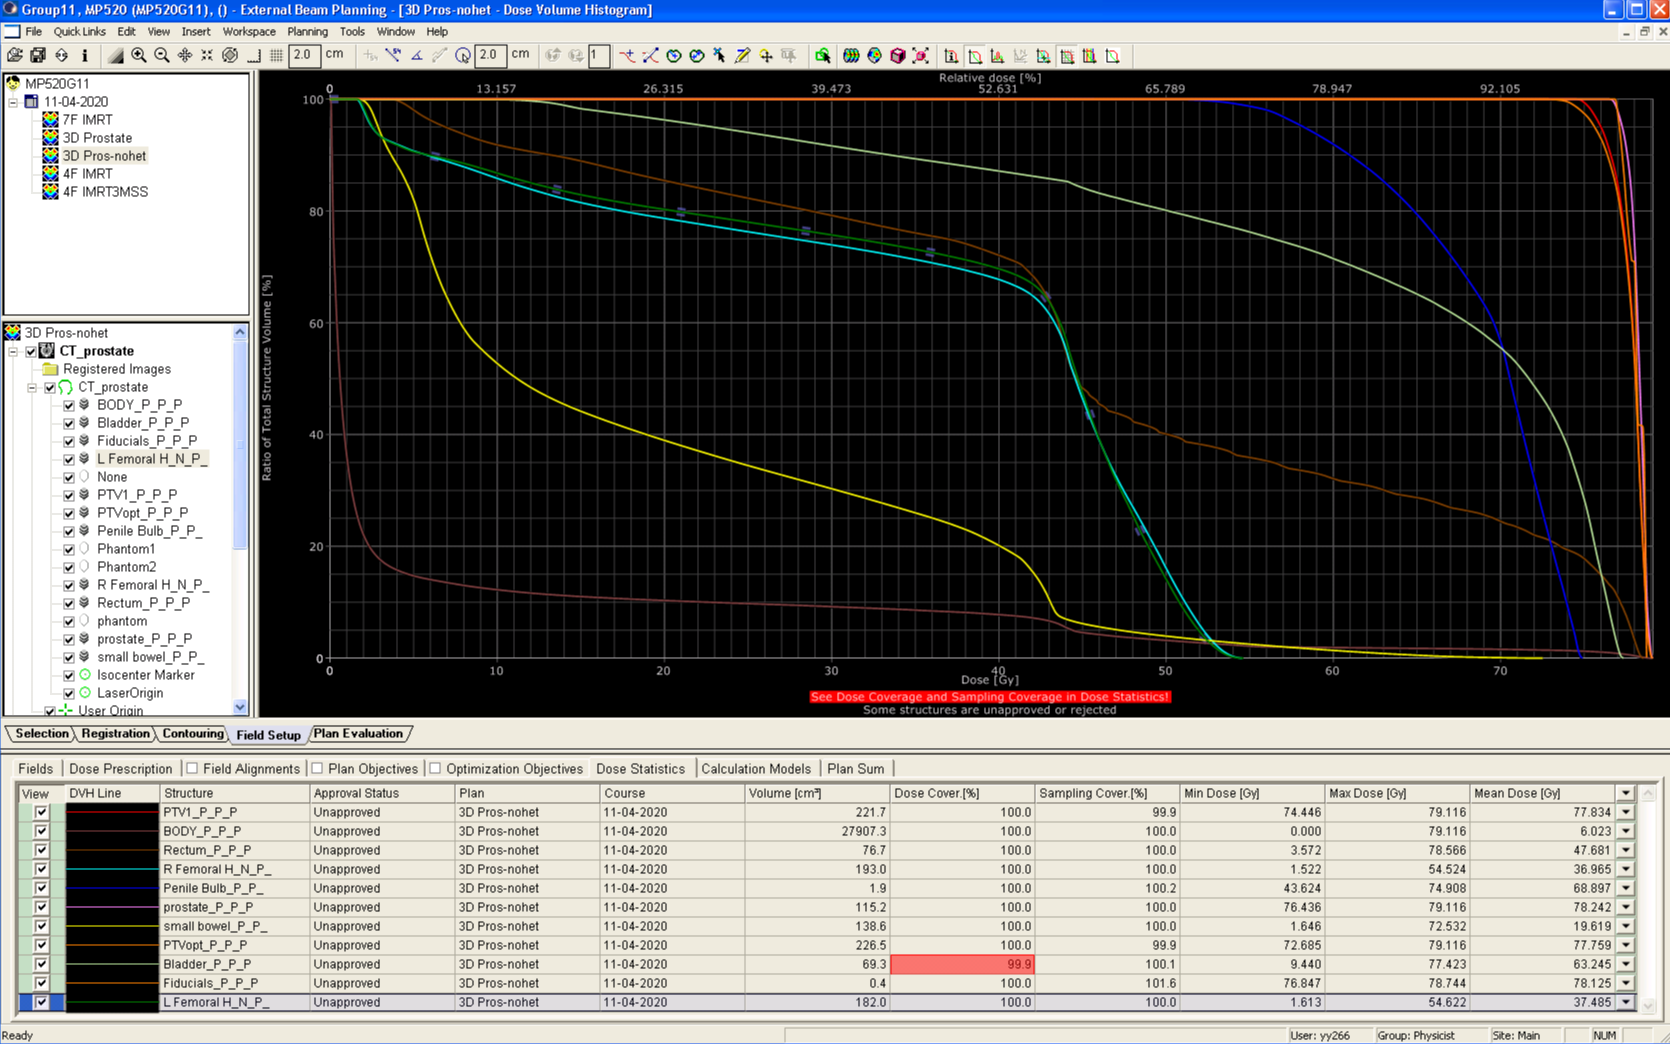 Group11 , MP520 (MP520G11), () - External Beam Planning - [3D Pros-nohet - Dose Volume Histogram]
File Quick Links Edit View Insert Workspace Planning Tools Window Help
2.0 cm 2.0 cm 1
MP520G11
11-04-2020
7F IMRT
3D Prostate
3D Pros-nohet
4F IMRT
4F IMRT3MSS
3D Pros-nohet
CT_prostate
Registered Images
CT_prostate
BODY_P_P_P
Bladder_P_P_P
Fiducials_P_P_P
L Femoral H_N_P_
None
PTV1_P_P_P
PTVopt_P_P_P
Penile Bulb_P_P_
Phantom1
Phantom2
R Femoral H_N_P_
Rectum_P_P_P
phantom
prostate_P_P_P
small bowel_P_P_
Isocenter Marker
LaserOrigin
User Origin
Relative dose [%]
0 13.157 26.315 39.473 52.631 65.789 78.947 92.105
100
80
60
40
20
0
Ratio of Total Structure Volume [%]
0 10 20 30 40 50 60 70
Dose [Gy]
See Dose Coverage and Sampling Coverage in Dose Statistics!
Some structures are unapproved or rejected
Selection Registration Contouring Field Setup Plan Evaluation
Fields Dose Prescription Field Alignments Plan Objectives Optimization Objectives Dose Statistics Calculation Models Plan Sum
View DVH Line Structure Approval Status Plan Course Volume [cm³] Dose Cover.[%] Sampling Cover.[%] Min Dose [Gy] Max Dose [Gy] Mean Dose [Gy]
PTV1_P_P_P Unapproved 3D Pros-nohet 11-04-2020 221.7 100.0 99.9 74.446 79.116 77.834
BODY_P_P_P Unapproved 3D Pros-nohet 11-04-2020 27907.3 100.0 100.0 0.000 79.116 6.023
Rectum_P_P_P Unapproved 3D Pros-nohet 11-04-2020 76.7 100.0 100.0 3.572 78.566 47.681
R Femoral H_N_P_ Unapproved 3D Pros-nohet 11-04-2020 193.0 100.0 100.0 1.522 54.524 36.965
Penile Bulb_P_P_ Unapproved 3D Pros-nohet 11-04-2020 1.9 100.0 100.2 43.624 74.908 68.897
prostate_P_P_P Unapproved 3D Pros-nohet 11-04-2020 115.2 100.0 100.0 76.436 79.116 78.242
small bowel_P_P_ Unapproved 3D Pros-nohet 11-04-2020 138.6 100.0 100.0 1.646 72.532 19.619
PTVopt_P_P_P Unapproved 3D Pros-nohet 11-04-2020 226.5 100.0 99.9 72.685 79.116 77.759
Bladder_P_P_P Unapproved 3D Pros-nohet 11-04-2020 69.3 99.9 100.1 9.440 77.423 63.245
Fiducials_P_P_P Unapproved 3D Pros-nohet 11-04-2020 0.4 100.0 101.6 76.847 78.744 78.125
L Femoral H_N_P_ Unapproved 3D Pros-nohet 11-04-2020 182.0 100.0 100.0 1.613 54.622 37.485
Ready User: yy266 Group: Physicist Site: Main NUM